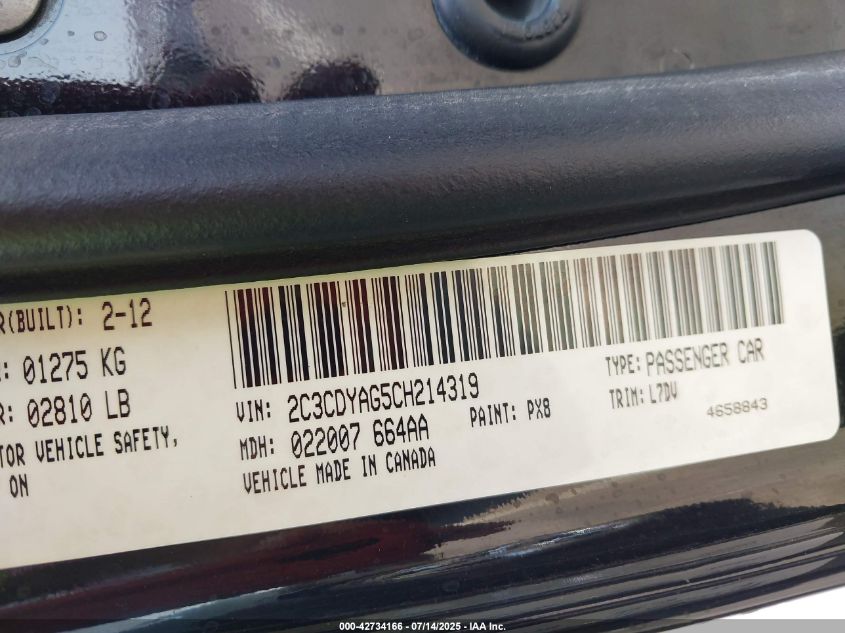 R(BUILT): 2-12
: 01275 KG
R: 02810 LB
TOR VEHICLE SAFETY,
ON
VIN: 2C3CDYAG5CH214319
MDH: 022007 664AA
PAINT: PX8
VEHICLE MADE IN CANADA
TYPE: PASSENGER CAR
TRIM: L7DV
4658843
000-42734166 - 07/14/2025 - IAA Inc.